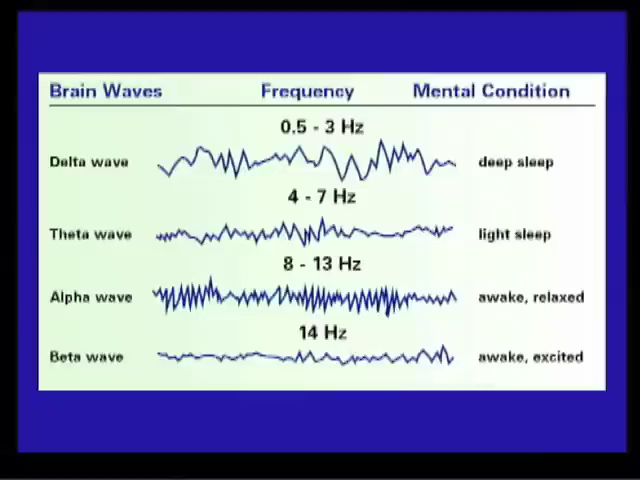 Brain Waves Frequency Mental Condition
0.5 - 3 Hz
Delta wave deep sleep
4 - 7 Hz
Theta wave light sleep
8 - 13 Hz
Alpha wave awake, relaxed
14 Hz
Beta wave awake, excited